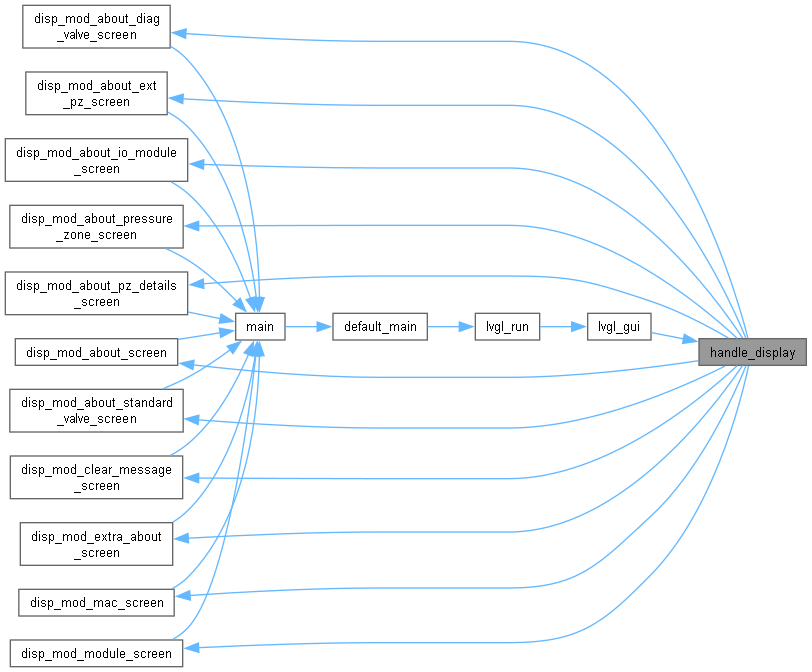 disp_mod_about_diag
_valve_screen
disp_mod_about_ext
_pz_screen
disp_mod_about_io_module
_screen
disp_mod_about_pressure
_zone_screen
disp_mod_about_pz_details
_screen
main
default_main
lvgl_run
lvgl_gui
handle_display
disp_mod_about_screen
disp_mod_about_standard
_valve_screen
disp_mod_clear_message
_screen
disp_mod_extra_about
_screen
disp_mod_mac_screen
disp_mod_module_screen